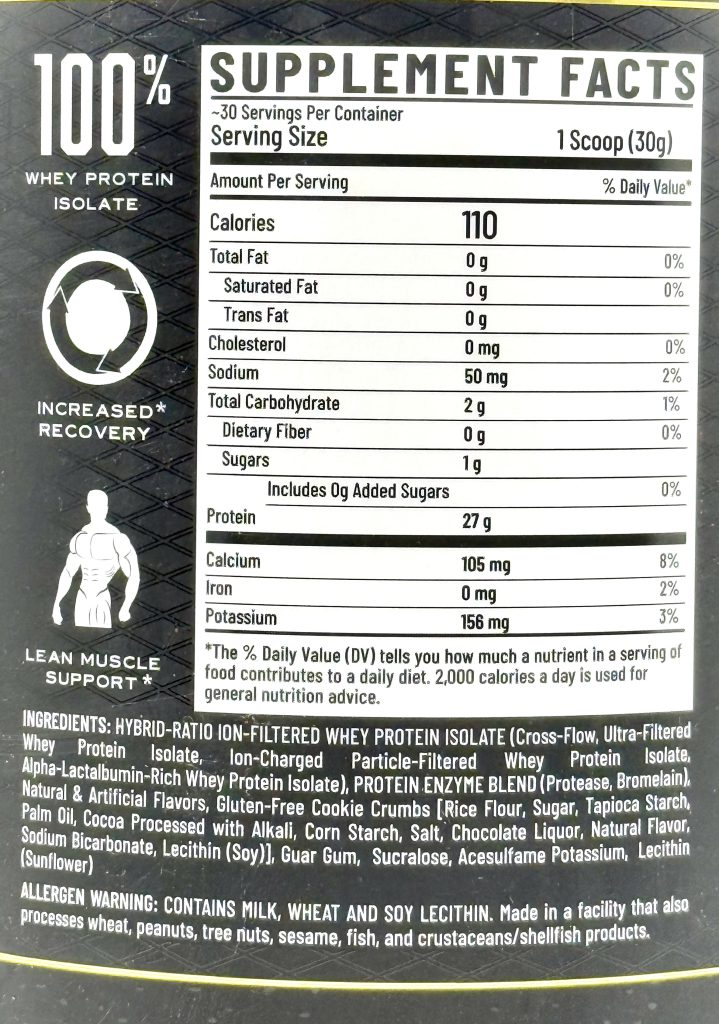 100%
WHEY PROTEIN
ISOLATE
INCREASED*
RECOVERY
LEAN MUSCLE
SUPPORT*
SUPPLEMENT FACTS
~30 Servings Per Container
Serving Size 1 Scoop (30g)
Amount Per Serving % Daily Value*
Calories 110
Total Fat 0 g 0%
Saturated Fat 0 g 0%
Trans Fat 0 g
Cholesterol 0 mg 0%
Sodium 50 mg 2%
Total Carbohydrate 2 g 1%
Dietary Fiber 0 g 0%
Sugars 1 g
Includes 0g Added Sugars 0%
Protein 27 g
Calcium 105 mg 8%
Iron 0 mg 2%
Potassium 156 mg 3%
*The % Daily Value (DV) tells you how much a nutrient in a serving of
food contributes to a daily diet. 2,000 calories a day is used for
general nutrition advice.
INGREDIENTS: HYBRID-RATIO ION-FILTERED WHEY PROTEIN ISOLATE (Cross-Flow, Ultra-Filtered
Whey Protein Isolate, Ion-Charged Particle-Filtered Whey Protein Isolate,
Alpha-Lactalbumin-Rich Whey Protein Isolate), PROTEIN ENZYME BLEND (Protease, Bromelain),
Natural & Artificial Flavors, Gluten-Free Cookie Crumbs [Rice Flour, Sugar, Tapioca Starch,
Palm Oil, Cocoa Processed with Alkali, Corn Starch, Salt, Chocolate Liquor, Natural Flavor,
Sodium Bicarbonate, Lecithin (Soy)], Guar Gum, Sucralose, Acesulfame Potassium, Lecithin
(Sunflower)
ALLERGEN WARNING: CONTAINS MILK, WHEAT AND SOY LECITHIN. Made in a facility that also
processes wheat, peanuts, tree nuts, sesame, fish, and crustaceans/shellfish products.